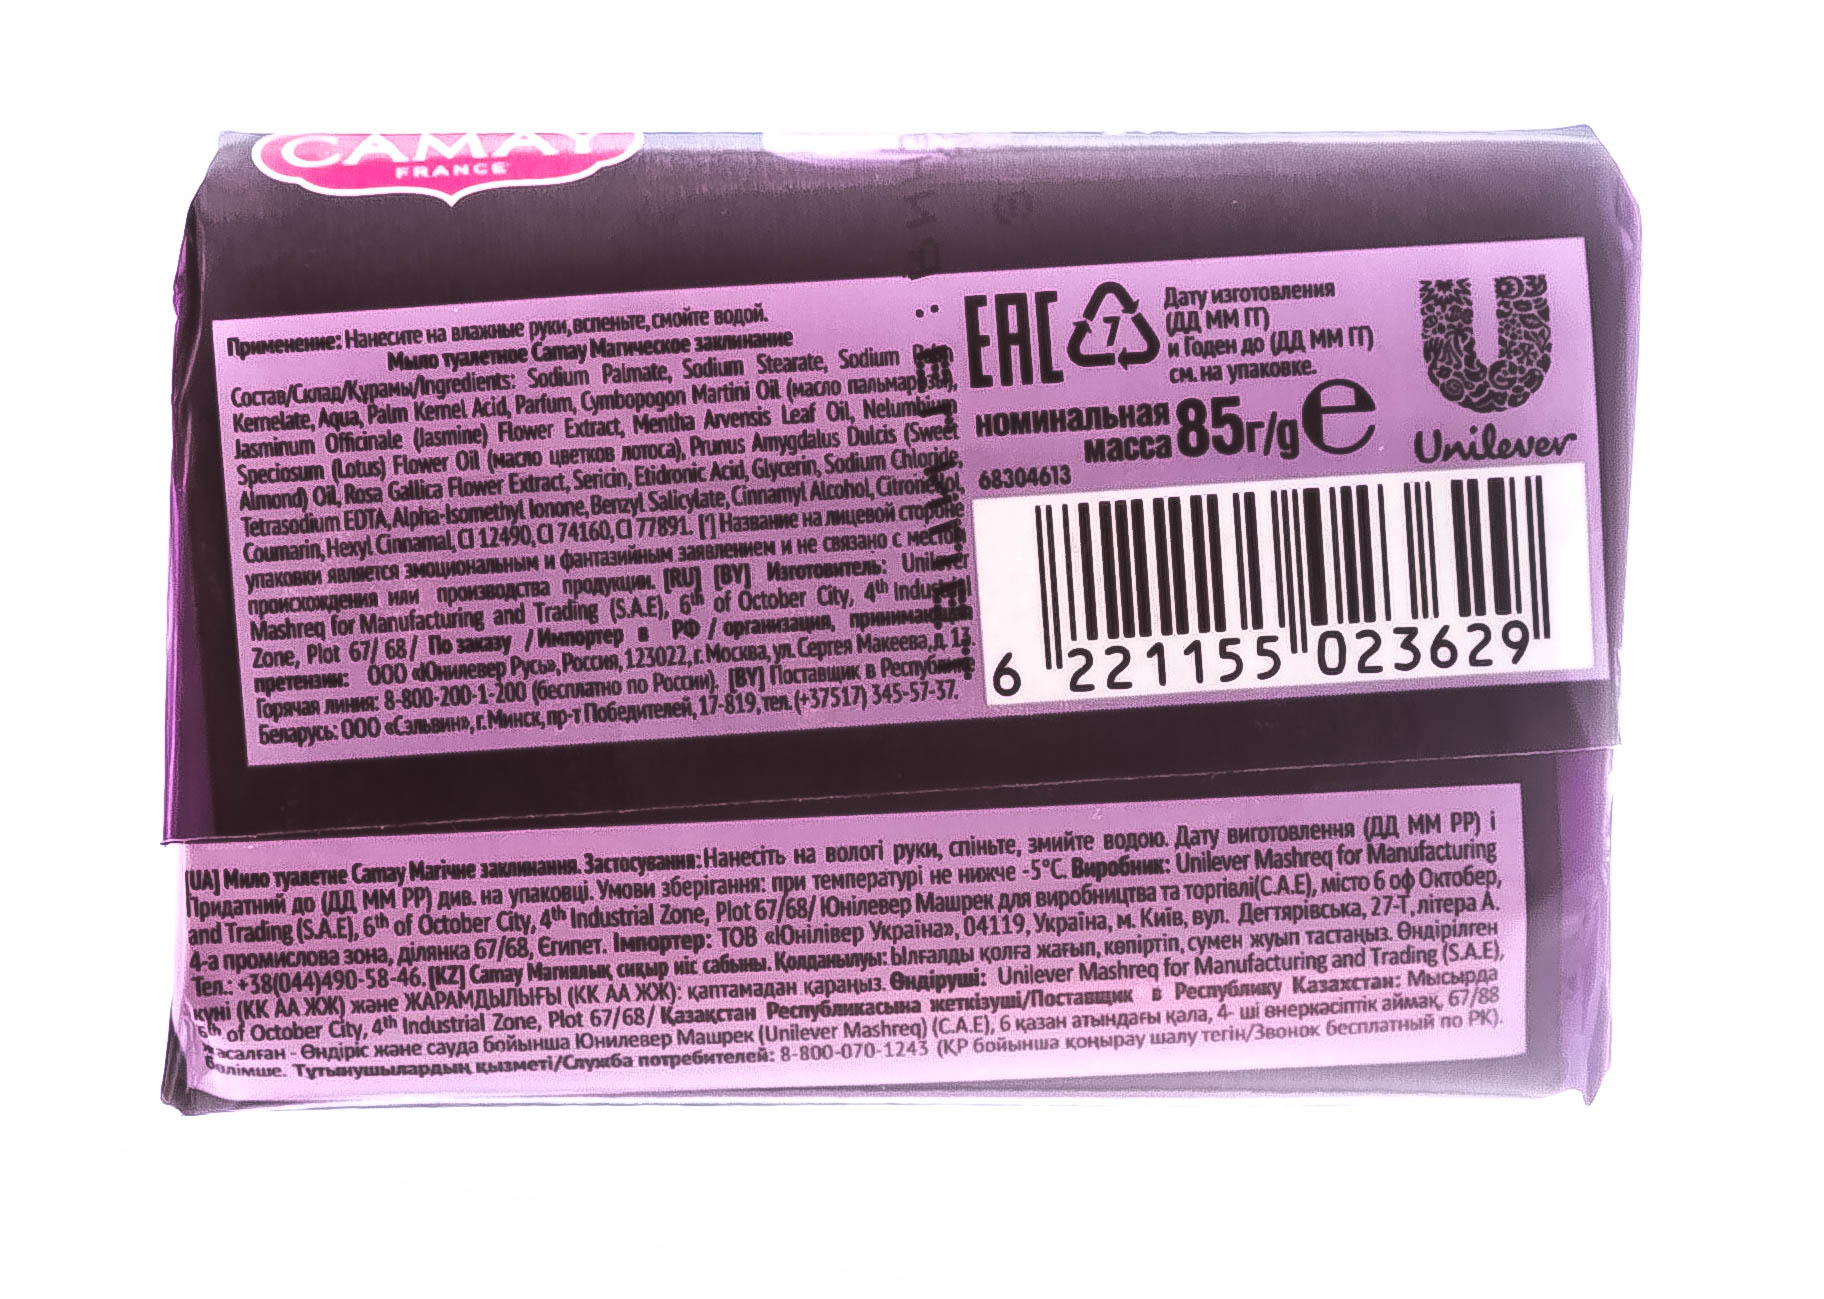 CAMAY
FRANCE
Применение: Нанесите на влажные руки, вспеньте, смойте водой.
Мыло туалетное Camay Магическое заклинание
Состав/Склад/Құрамы/Ingredients: Sodium Palmate, Sodium Stearate, Sodium Palm
Kernelate, Aqua, Palm Kernel Acid, Parfum, Cymbopogon Martini Oil (масло пальмарозы),
Jasminum Officinale (Jasmine) Flower Extract, Mentha Arvensis Leaf Oil, Nelumbium
Speciosum (Lotus) Flower Oil (масло цветков лотоса), Prunus Amygdalus Dulcis (Sweet
Almond) Oil, Rosa Gallica Flower Extract, Sericin, Etidronic Acid, Glycerin, Sodium Chloride,
Tetrasodium EDTA, Alpha-Isomethyl Ionone, Benzyl Salicylate, Cinnamyl Alcohol, Citronellol,
Coumarin, Hexyl Cinnamal, CI 12490, CI 74160, CI 77891. [*] Название на лицевой стороне
упаковки является эмоциональным и фантазийным заявлением и не связано с местом
происхождения или производства продукции. [RU] [BY] Изготовитель: Unilever
Mashreq for Manufacturing and Trading (S.A.E), 6th of October City, 4th Industrial
Zone, Plot 67/ 68/ По заказу /Импортер в РФ / организация, принимающая
претензии: ООО «Юнилевер Русь», Россия, 123022, г. Москва, ул. Сергея Макеева, д. 13.
Горячая линия: 8-800-200-1-200 (бесплатно по России). [BY] Поставщик в Республике
Беларусь: ООО «Сэльвин», г. Минск, пр-т Победителей, 17-819, тел. (+37517) 345-57-37.
EAC
7
Дату изготовления
(ДД ММ ГГ)
и Годен до (ДД ММ ГГ)
см. на упаковке.
номинальная
масса 85г/g e
Unilever
68304613
6 221155 023629
[UA] Мило туалетне Camay Магічне заклинання. Застосування: Нанесіть на вологі руки, спіньте, змийте водою. Дату виготовлення (ДД ММ РР) і
Придатний до (ДД ММ РР) див. на упаковці. Умови зберігання: при температурі не нижче -5°C. Виробник: Unilever Mashreq for Manufacturing
and Trading (S.A.E), 6th of October City, 4th Industrial Zone, Plot 67/68/ Юнілевер Машрек для виробництва та торгівлі(С.А.Е), місто 6 оф Октобер,
4-а промислова зона, ділянка 67/68, Єгипет. Імпортер: ТОВ «Юнілівер Україна», 04119, Україна, м. Київ, вул. Дегтярівська, 27-Т, літера А.
Тел.: +38(044)490-58-46. [KZ] Camay Магиялық сиқыр иіс сабыны. Қолданылуы: Ылғалды қолға жағып, көпіртіп, сумен жуып тастаңыз. Өндірілген
күні (КК АА ЖЖ) және ЖАРАМДЫЛЫҒЫ (КК АА ЖЖ): қаптамадан қараңыз. Өндіруші: Unilever Mashreq for Manufacturing and Trading (S.A.E),
6th of October City, 4th Industrial Zone, Plot 67/68/ Қазақстан Республикасына жеткізуші/Поставщик в Республику Казахстан: Мысырда
жасалған - Өндіріс және сауда бойынша Юнилевер Машрек (Unilever Mashreq) (С.А.Е), 6 қазан атындағы қала, 4- ші өнеркәсіптік аймақ, 67/88
бөлімше. Тұтынушылардың қызметі/Служба потребителей: 8-800-070-1243 (ҚР бойынша қоңырау шалу тегін/Звонок бесплатный по РК).